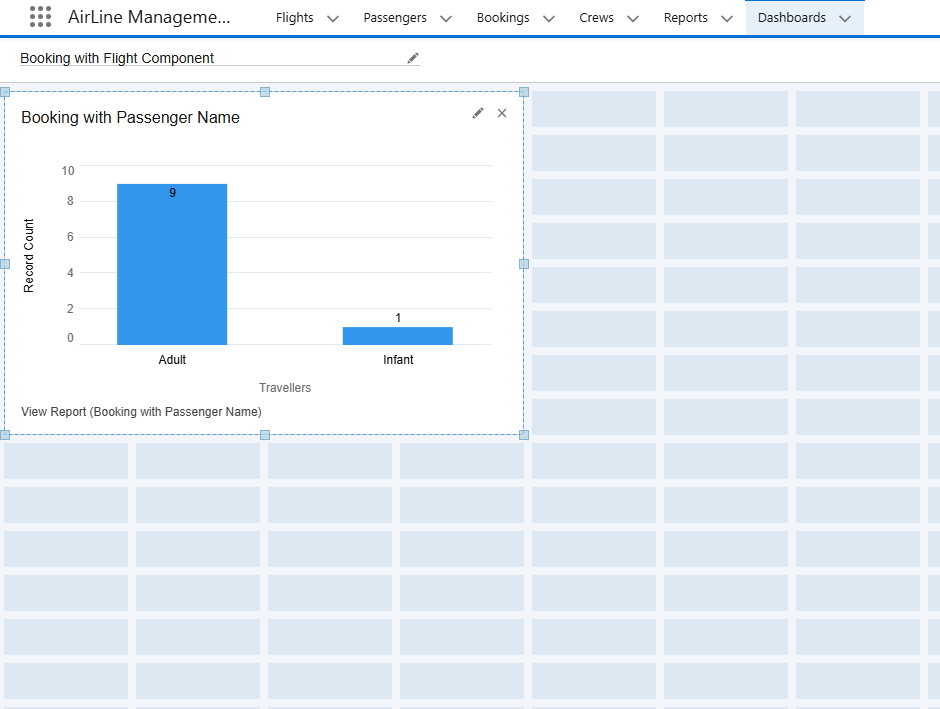 AirLine Manageme... Flights Passengers Bookings Crews Reports Dashboards
Booking with Flight Component
Booking with Passenger Name
10
8
6
4
2
0
Record Count
9
1
Adult Infant
Travellers
View Report (Booking with Passenger Name)